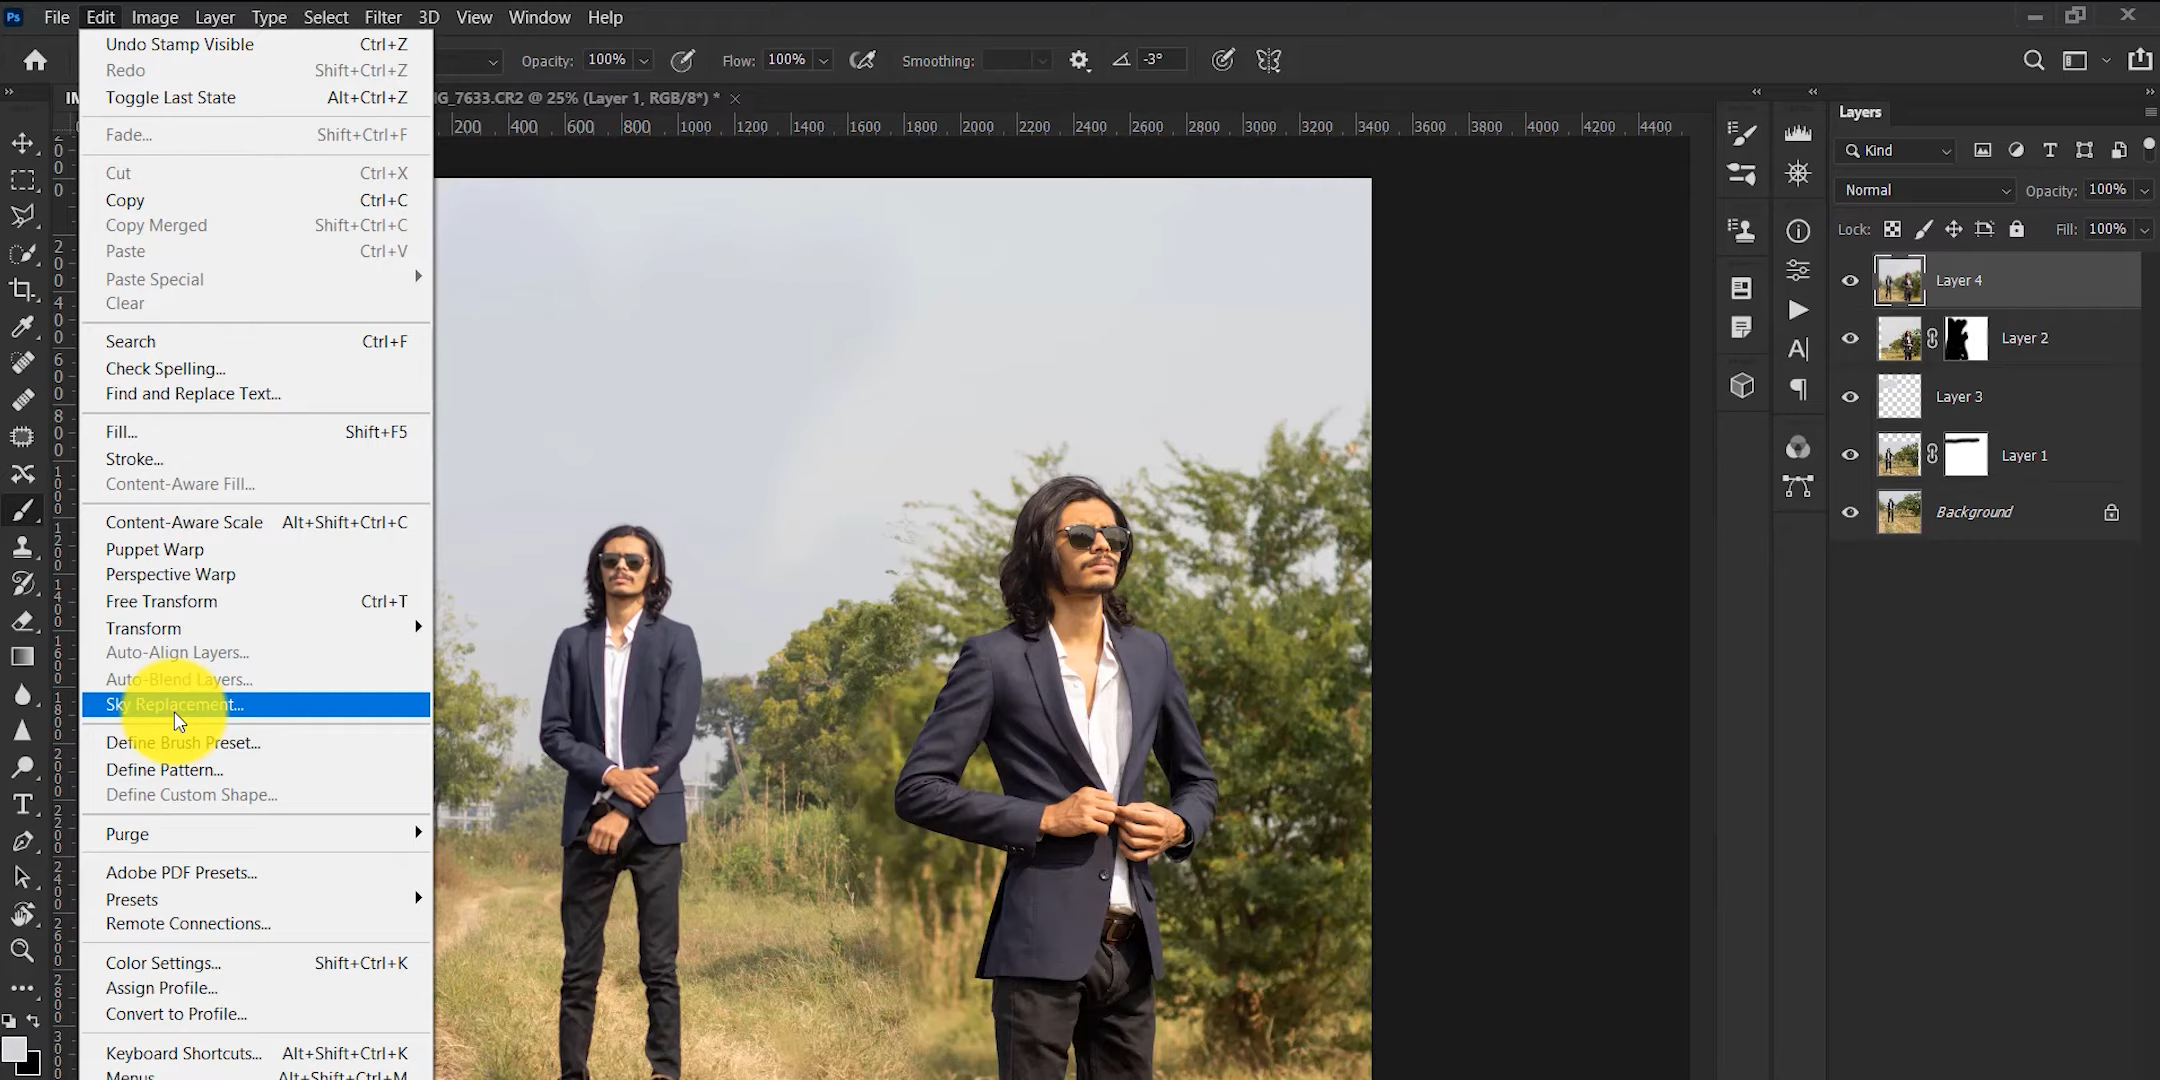 Ps File Edit Image Layer Type Select Filter 3D View Window Help
Opacity: 100% Flow: 100% Smoothing: -3°
IM
G_7633.CR2 @ 25% (Layer 1, RGB/8*) *
200 400 600 800 1000 1200 1400 1600 1800 2000 2200 2400 2600 2800 3000 3200 3400 3600 3800 4000 4200 4400
Undo Stamp Visible Ctrl+Z
Redo Shift+Ctrl+Z
Toggle Last State Alt+Ctrl+Z
Fade... Shift+Ctrl+F
Cut Ctrl+X
Copy Ctrl+C
Copy Merged Shift+Ctrl+C
Paste Ctrl+V
Paste Special
Clear
Search Ctrl+F
Check Spelling...
Find and Replace Text...
Fill... Shift+F5
Stroke...
Content-Aware Fill...
Content-Aware Scale Alt+Shift+Ctrl+C
Puppet Warp
Perspective Warp
Free Transform Ctrl+T
Transform
Auto-Align Layers...
Auto-Blend Layers...
Sky Replacement...
Define Brush Preset...
Define Pattern...
Define Custom Shape...
Purge
Adobe PDF Presets...
Presets
Remote Connections...
Color Settings... Shift+Ctrl+K
Assign Profile...
Convert to Profile...
Keyboard Shortcuts... Alt+Shift+Ctrl+K
Menus... Alt+Shift+Ctrl+M
Layers
Kind
Normal Opacity: 100%
Lock: Fill: 100%
Layer 4
Layer 2
Layer 3
Layer 1
Background